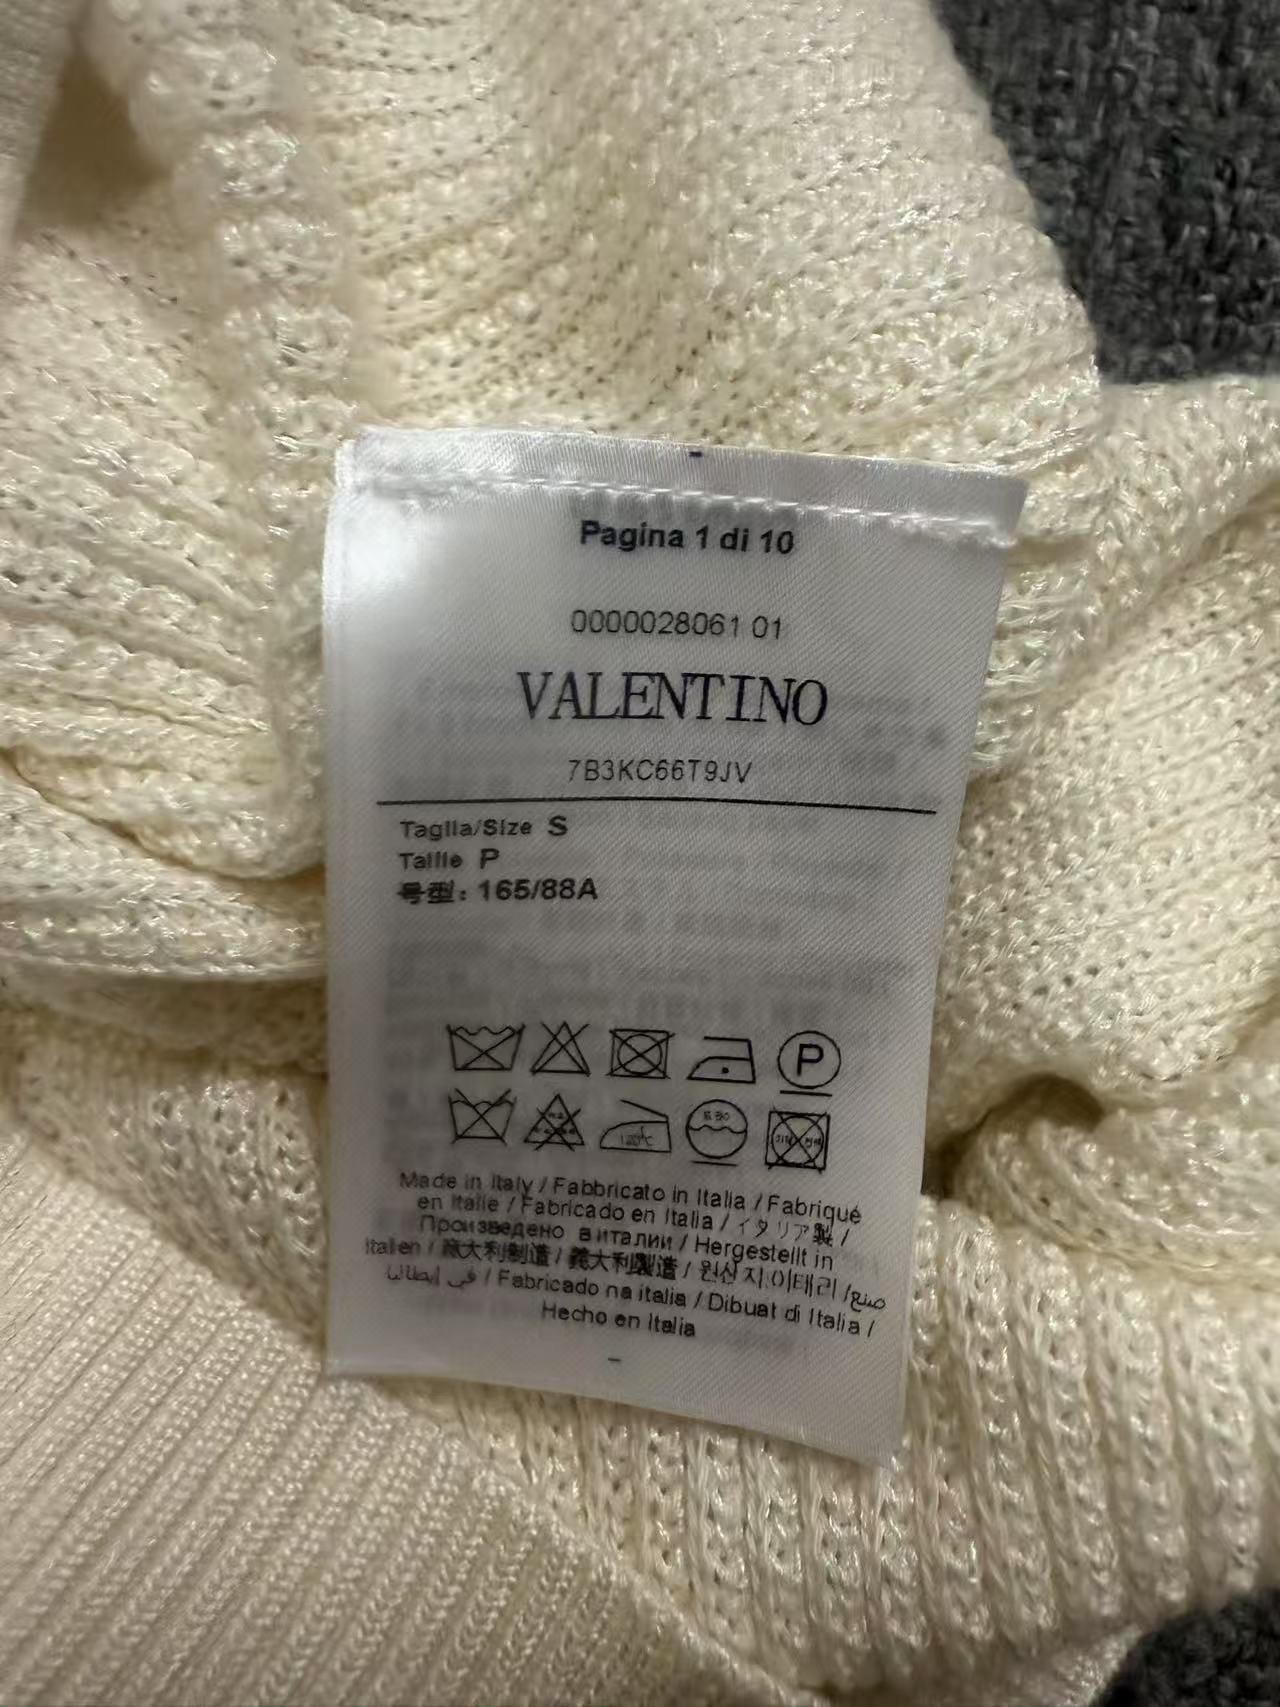 Pagina 1 di 10
0000028061 01
VALENTINO
7B3KC66T9JV
Taglia/Size S
Taille P
号型: 165/88A
P
120℃
Made in Italy / Fabbricato in Italia / Fabriqué
en Italie / Fabricado en Italia / イタリア製 /
Произведено в италии / Hergestellt in
Italien / 意大利制造 / 義大利製造 / 원산지:이태리 / صنع
في إيطاليا / Fabricado na italia / Dibuat di Italia /
Hecho en Italia